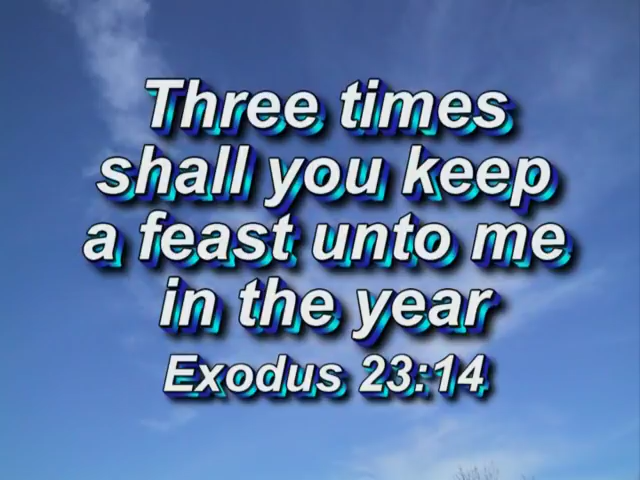 Three times
shall you keep
a feast unto me
in the year
Exodus 23:14